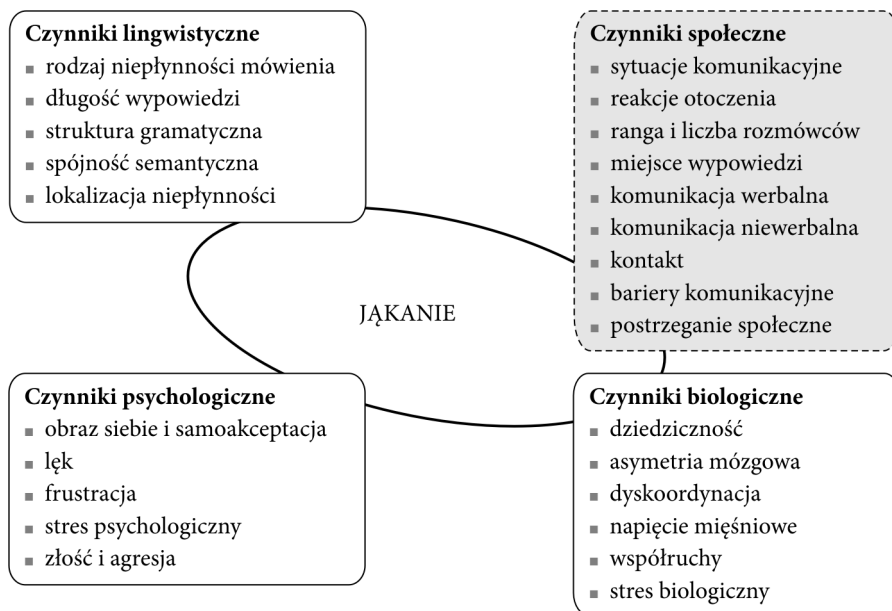 Czynniki lingwistyczne
▪ rodzaj niepłynności mówienia
▪ długość wypowiedzi
▪ struktura gramatyczna
▪ spójność semantyczna
▪ lokalizacja niepłynności
Czynniki społeczne
▪ sytuacje komunikacyjne
▪ reakcje otoczenia
▪ ranga i liczba rozmówców
▪ miejsce wypowiedzi
▪ komunikacja werbalna
▪ komunikacja niewerbalna
▪ kontakt
▪ bariery komunikacyjne
▪ postrzeganie społeczne
JĄKANIE
Czynniki psychologiczne
▪ obraz siebie i samoakceptacja
▪ lęk
▪ frustracja
▪ stres psychologiczny
▪ złość i agresja
Czynniki biologiczne
▪ dziedziczność
▪ asymetria mózgowa
▪ dyskoordynacja
▪ napięcie mięśniowe
▪ współruchy
▪ stres biologiczny